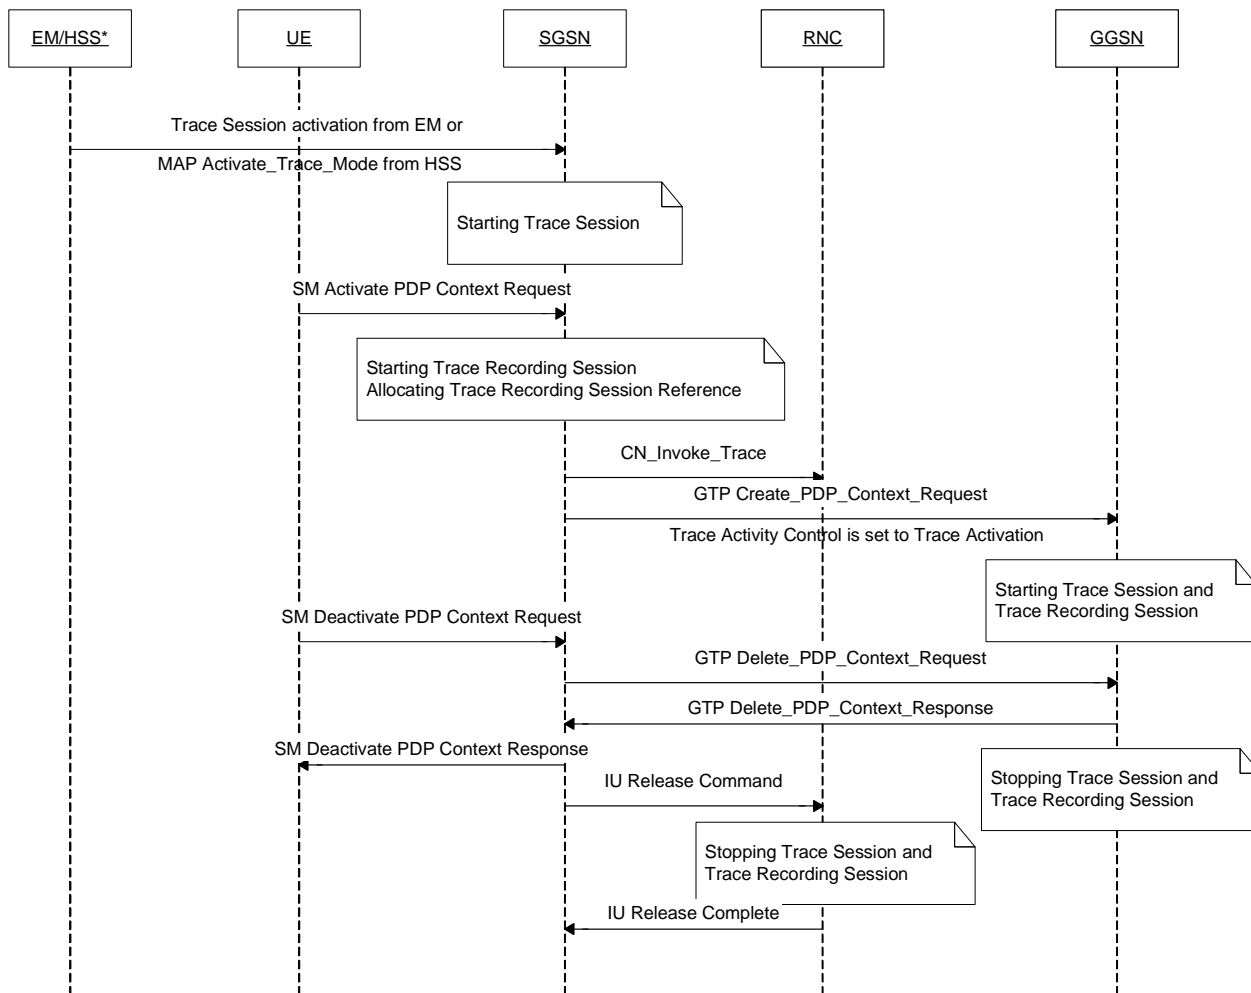 EM/HSS*
UE
SGSN
RNC
GGSN
Trace Session activation from EM or
MAP Activate_Trace_Mode from HSS
Starting Trace Session
SM Activate PDP Context Request
Starting Trace Recording Session
Allocating Trace Recording Session Reference
CN_Invoke_Trace
GTP Create_PDP_Context_Request
Trace Activity Control is set to Trace Activation
Starting Trace Session and
Trace Recording Session
SM Deactivate PDP Context Request
GTP Delete_PDP_Context_Request
GTP Delete_PDP_Context_Response
SM Deactivate PDP Context Response
Stopping Trace Session and
Trace Recording Session
IU Release Command
Stopping Trace Session and
Trace Recording Session
IU Release Complete